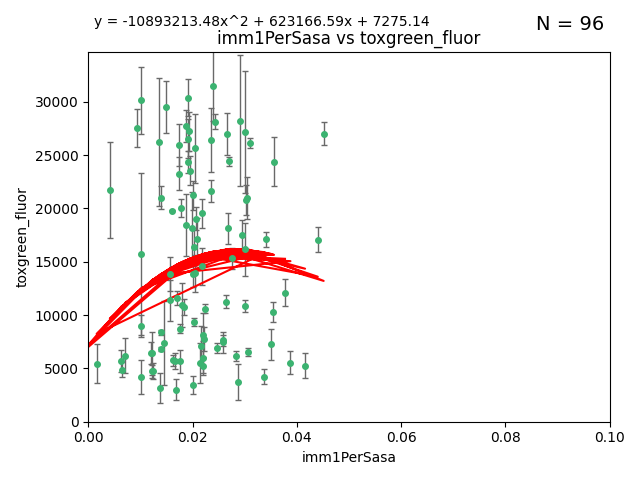 y = -10893213.48x^2 + 623166.59x + 7275.14
N = 96
imm1PerSasa vs toxgreen_fluor
toxgreen_fluor
30000
25000
20000
15000
10000
5000
0
0.00 0.02 0.04 0.06 0.08 0.10
imm1PerSasa